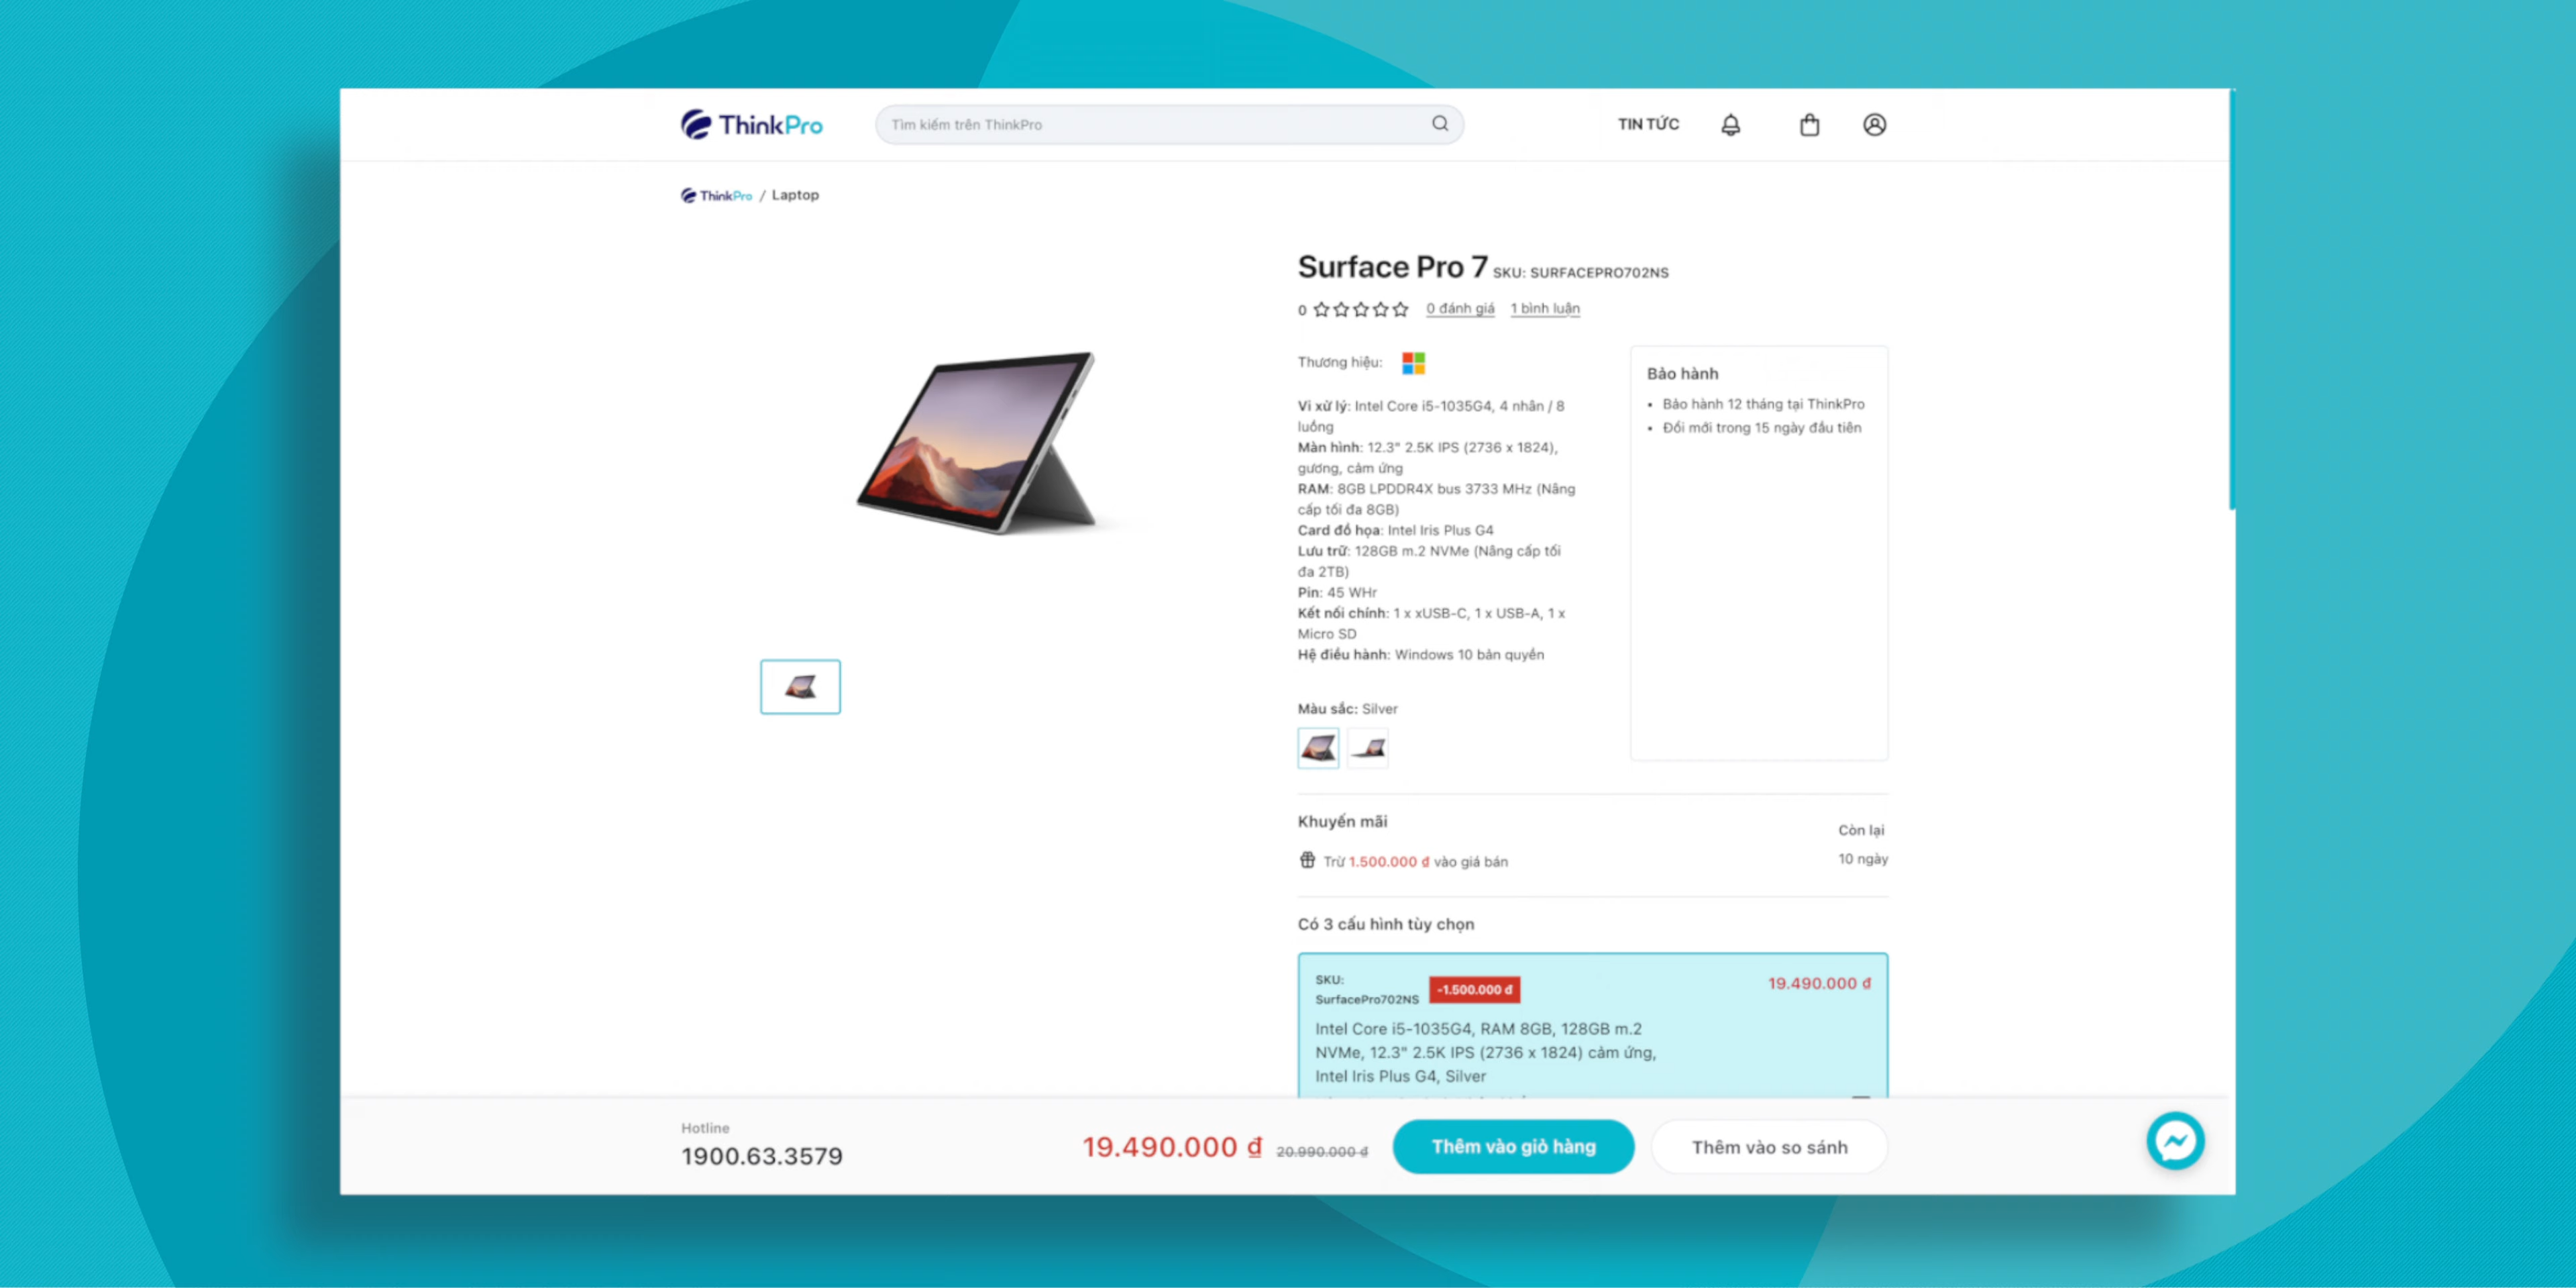 ThinkPro
Tìm kiếm trên ThinkPro
TIN TỨC
ThinkPro / Laptop
Surface Pro 7 SKU: SURFACEPRO702NS
0 0 đánh giá 1 bình luận
Thương hiệu:
Vi xử lý: Intel Core i5-1035G4, 4 nhân / 8
luồng
Màn hình: 12.3" 2.5K IPS (2736 x 1824),
gương, cảm ứng
RAM: 8GB LPDDR4X bus 3733 MHz (Nâng
cấp tối đa 8GB)
Card đồ họa: Intel Iris Plus G4
Lưu trữ: 128GB m.2 NVMe (Nâng cấp tối
đa 2TB)
Pin: 45 WHr
Kết nối chính: 1 x xUSB-C, 1 x USB-A, 1 x
Micro SD
Hệ điều hành: Windows 10 bản quyền
Bảo hành
• Bảo hành 12 tháng tại ThinkPro
• Đổi mới trong 15 ngày đầu tiên
Màu sắc: Silver
Khuyến mãi
Còn lại
Trừ 1.500.000 đ vào giá bán
10 ngày
Có 3 cấu hình tùy chọn
SKU:
SurfacePro702NS
-1.500.000 đ
19.490.000 đ
Intel Core i5-1035G4, RAM 8GB, 128GB m.2
NVMe, 12.3" 2.5K IPS (2736 x 1824) cảm ứng,
Intel Iris Plus G4, Silver
Hotline
1900.63.3579
19.490.000 đ 20.990.000 đ
Thêm vào giỏ hàng
Thêm vào so sánh